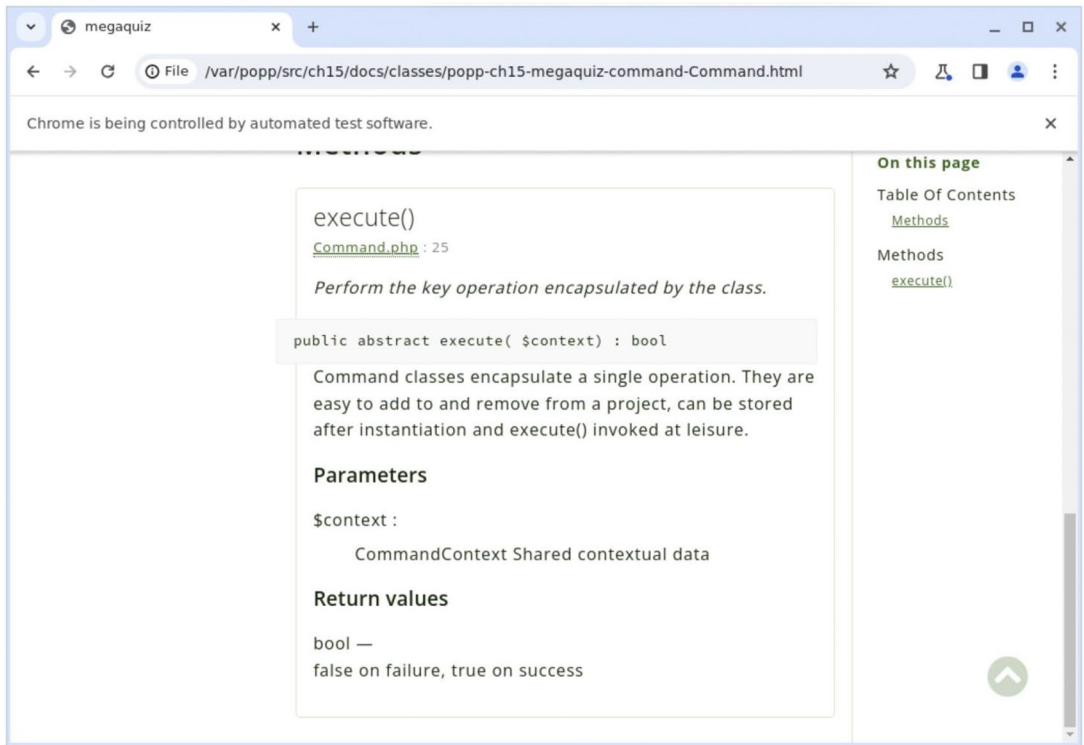 megaquiz
File /var/popp/src/ch15/docs/classes/popp-ch15-megaquiz-command-Command.html
Chrome is being controlled by automated test software.
Methods
execute()
Command.php : 25
Perform the key operation encapsulated by the class.
public abstract execute( $context) : bool
Command classes encapsulate a single operation. They are
easy to add to and remove from a project, can be stored
after instantiation and execute() invoked at leisure.
Parameters
$context :
CommandContext Shared contextual data
Return values
bool —
false on failure, true on success
On this page
Table Of Contents
Methods
Methods
execute()